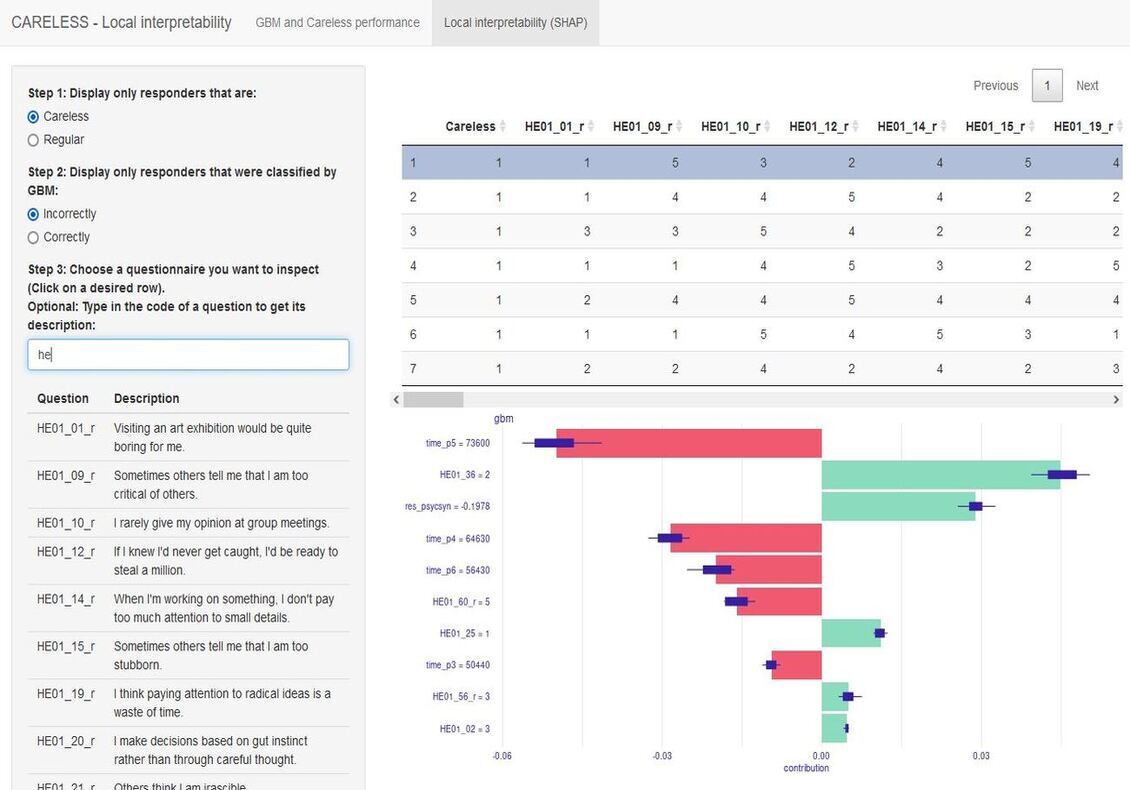 CARELESS - Local interpretability GBM and Careless performance Local interpretability (SHAP)
Step 1: Display only responders that are:
Careless
Regular
Step 2: Display only responders that were classified by
GBM:
Incorrectly
Correctly
Step 3: Choose a questionnaire you want to inspect
(Click on a desired row).
Optional: Type in the code of a question to get its
description:
he
Question Description
HE01_01_r Visiting an art exhibition would be quite
boring for me.
HE01_09_r Sometimes others tell me that I am too
critical of others.
HE01_10_r I rarely give my opinion at group meetings.
HE01_12_r If I knew I'd never get caught, I'd be ready to
steal a million.
HE01_14_r When I'm working on something, I don't pay
too much attention to small details.
HE01_15_r Sometimes others tell me that I am too
stubborn.
HE01_19_r I think paying attention to radical ideas is a
waste of time.
HE01_20_r I make decisions based on gut instinct
rather than through careful thought.
HE01_21_r Others think I am irascible.
Previous 1 Next
Careless HE01_01_r HE01_09_r HE01_10_r HE01_12_r HE01_14_r HE01_15_r HE01_19_r
1 1 1 5 3 2 4 5 4
2 1 1 4 4 5 4 2 2
3 1 3 3 5 4 2 2 2
4 1 1 1 4 5 3 2 5
5 1 2 4 4 5 4 4 4
6 1 1 1 5 4 5 3 1
7 1 2 2 4 2 4 2 3
gbm
time_p5 = 73600
HE01_36 = 2
res_psycsyn = -0.1978
time_p4 = 64630
time_p6 = 56430
HE01_60_r = 5
HE01_25 = 1
time_p3 = 50440
HE01_56_r = 3
HE01_02 = 3
-0.06 -0.03 0.00 0.03
contribution